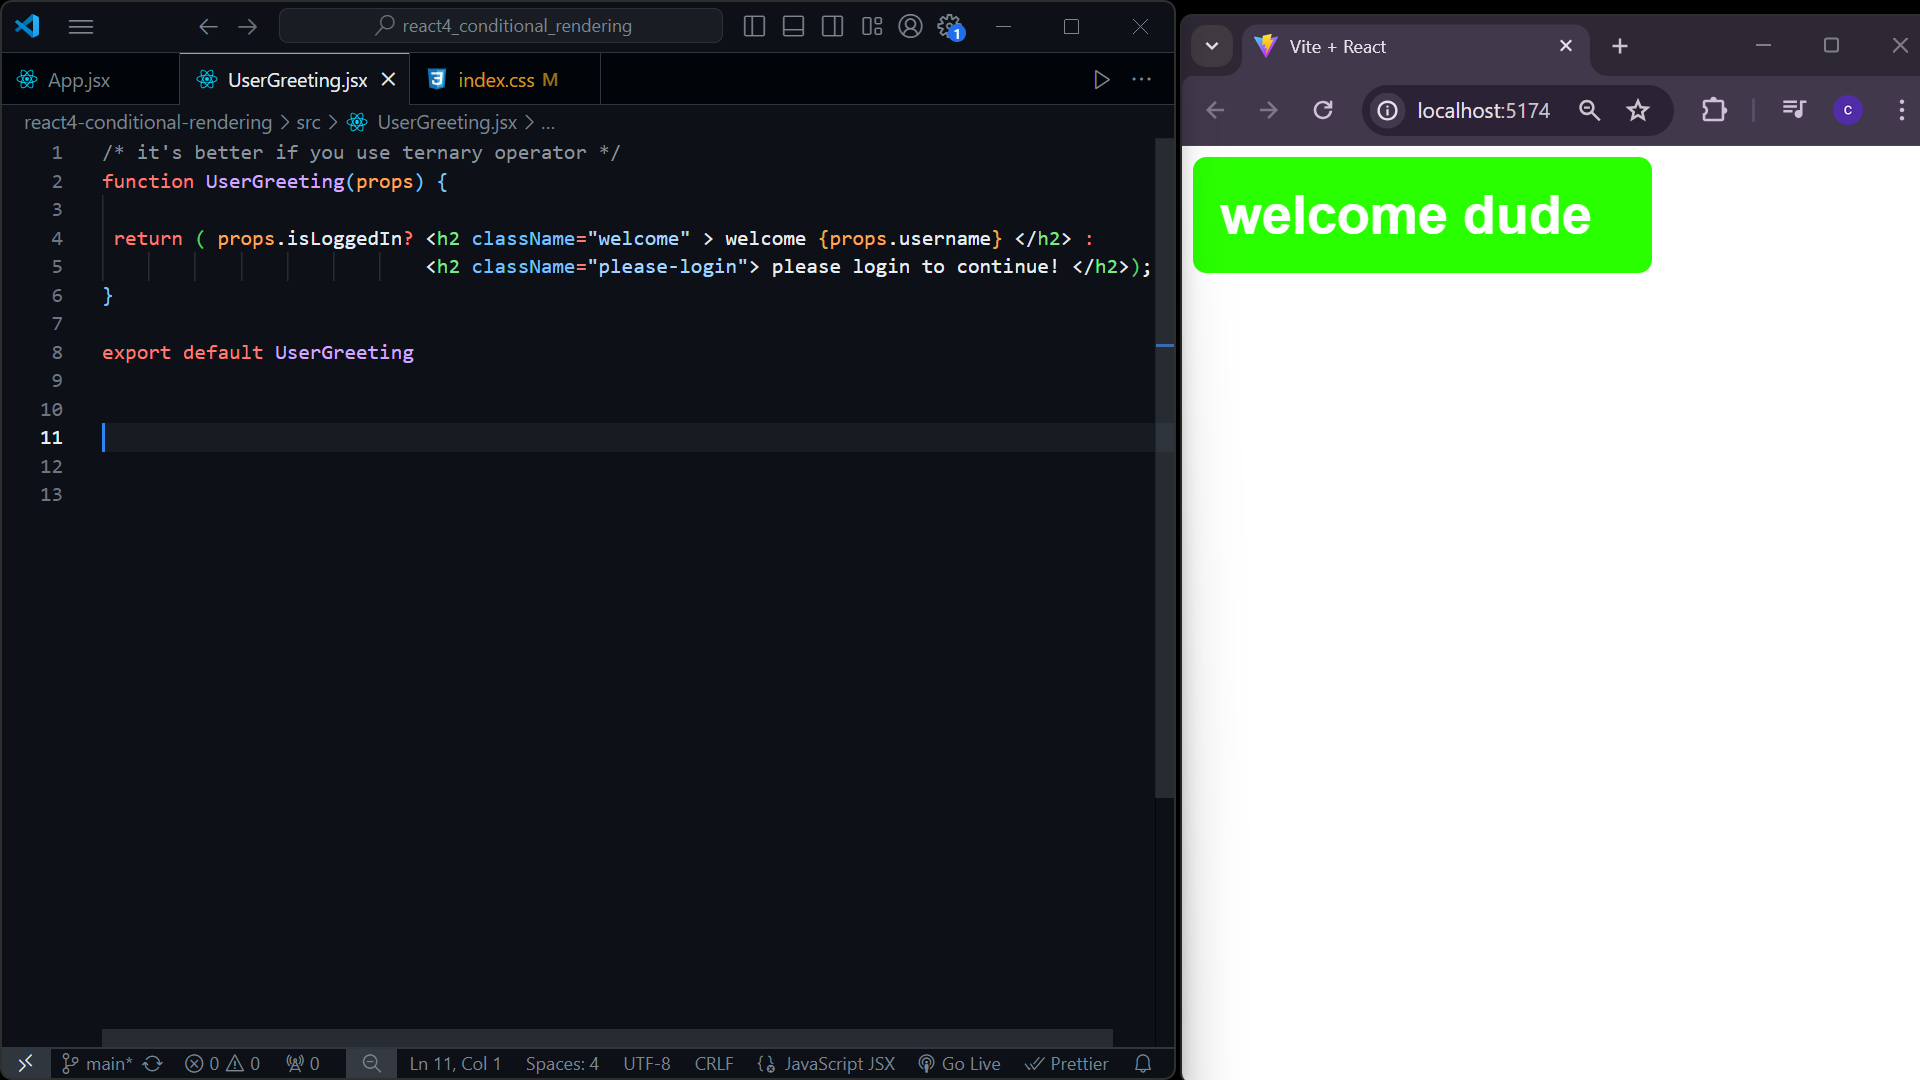 react4_conditional_rendering
1
App.jsx
UserGreeting.jsx
index.css M
react4-conditional-rendering > src > UserGreeting.jsx > ...
1 /* it's better if you use ternary operator */
2 function UserGreeting(props) {
3
4 return ( props.isLoggedIn? <h2 className="welcome" > welcome {props.username} </h2> :
5 <h2 className="please-login"> please login to continue! </h2>);
6 }
7
8 export default UserGreeting
9
10
11
12
13
main* 0 0 0 Ln 11, Col 1 Spaces: 4 UTF-8 CRLF JavaScript JSX Go Live Prettier
Vite + React
localhost:5174
c
welcome dude